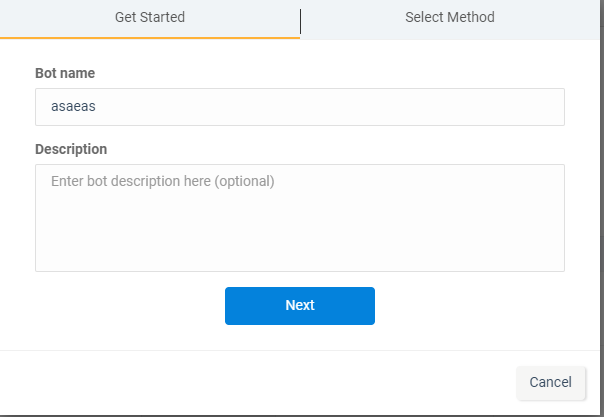 Get Started
Select Method
Bot name
asaeas
Description
Enter bot description here (optional)
Next
Cancel